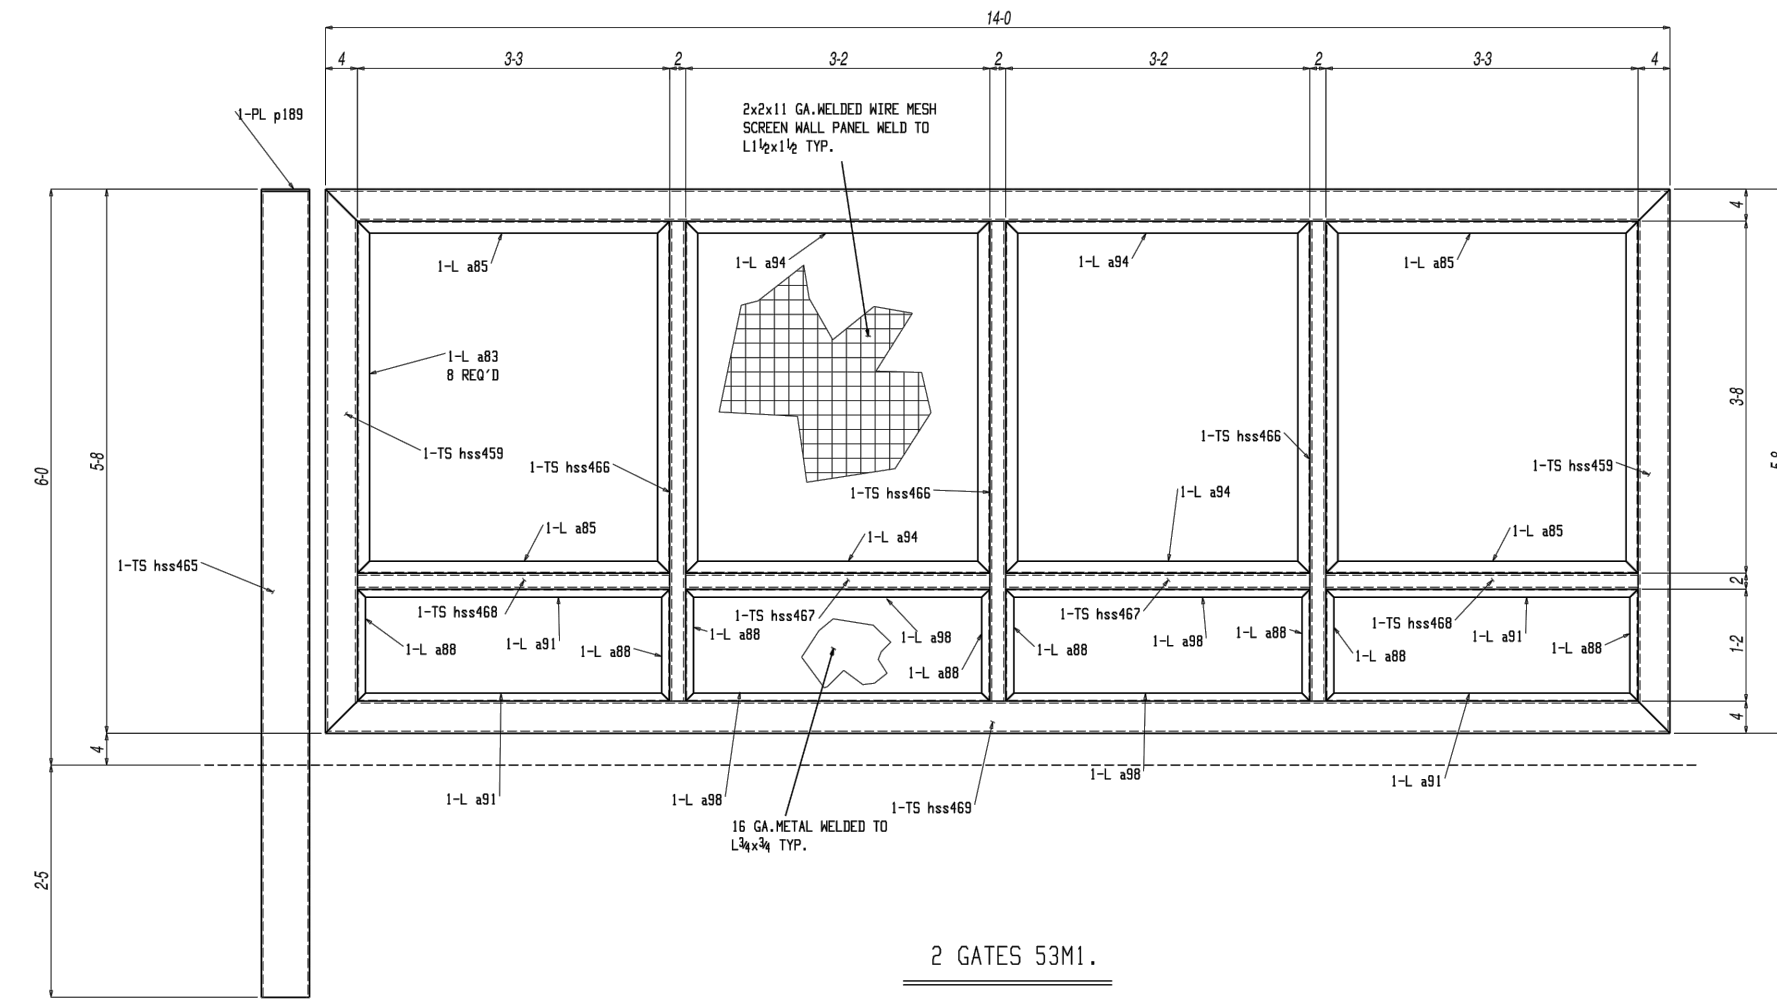 14-0
4 3-3 2 3-2 2 3-2 2 3-3 4
1-PL p189
2x2x11 GA.WELDED WIRE MESH
SCREEN WALL PANEL WELD TO
L1½x1½ TYP.
4
1-L a85
1-L a94
1-L a94
1-L a85
1-L a83
8 REQ'D
3-8
1-TS hss459
1-TS hss466
1-TS hss466
1-TS hss466
1-TS hss459
6-0
5-8
1-L a94
1-L a85
1-L a94
1-L a85
1-TS hss465
2
1-TS hss468
1-TS hss467
1-TS hss467
1-TS hss468
1-L a88
1-L a91
1-L a88
1-L a88
1-L a98
1-L a88
1-L a88
1-L a98
1-L a88
1-L a88
1-L a91
1-L a88
1-2
4
4
1-L a91
1-L a98
1-TS hss469
1-L a98
1-L a91
16 GA.METAL WELDED TO
L¾x¾ TYP.
2-5
2 GATES 53M1.